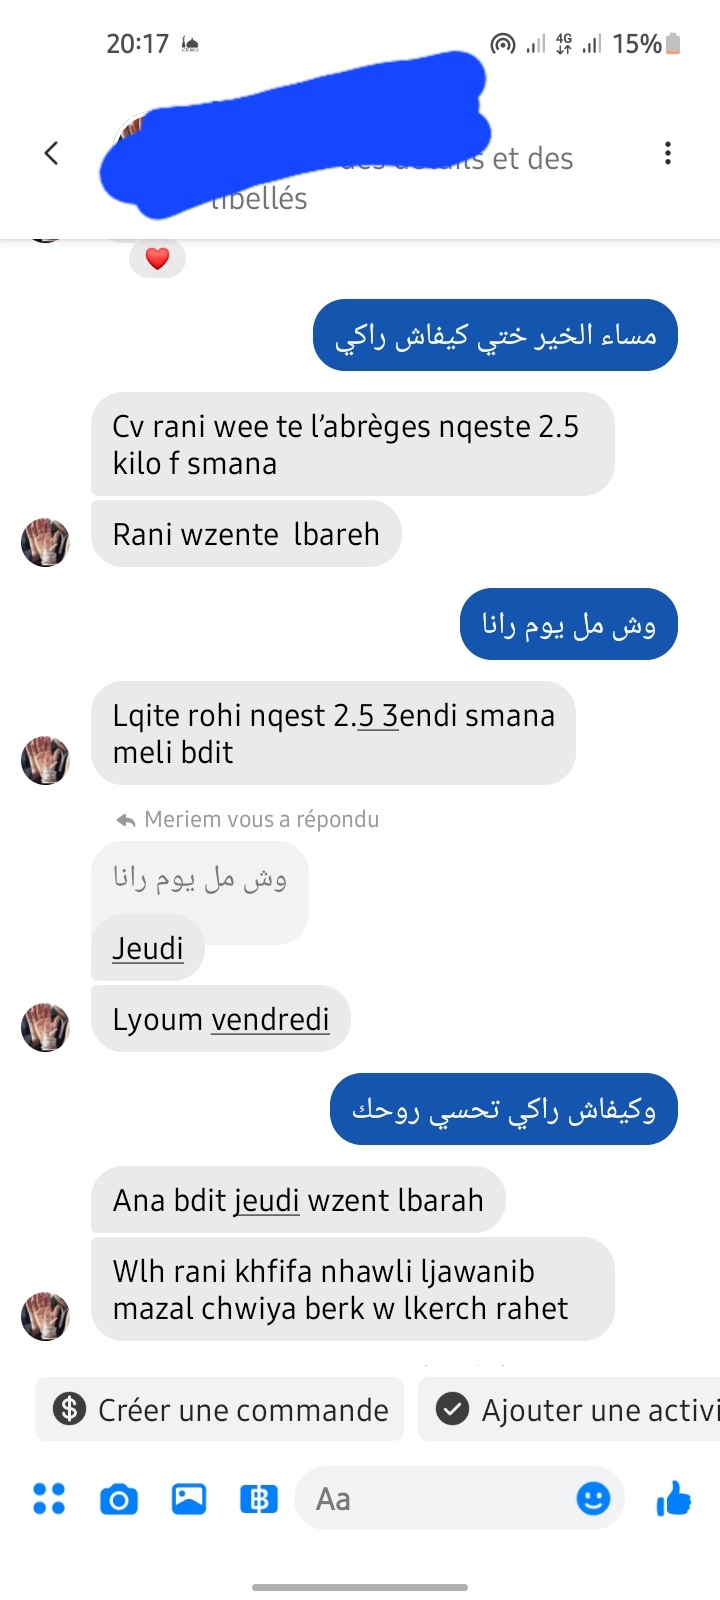 20:17
4G
15%
et des
libellés
مساء الخير ختي كيفاش راكي
Cv rani wee te l’abrèges nqeste 2.5
kilo f smana
Rani wzente lbareh
وش مل يوم رانا
Lqite rohi nqest 2.5 3endi smana
meli bdit
Meriem vous a répondu
وش مل يوم رانا
Jeudi
Lyoum vendredi
وكيفاش راكي تحسي روحك
Ana bdit jeudi wzent lbarah
Wlh rani khfifa nhawli ljawanib
mazal chwiya berk w lkerch rahet
Créer une commande
Ajouter une activi
Aa